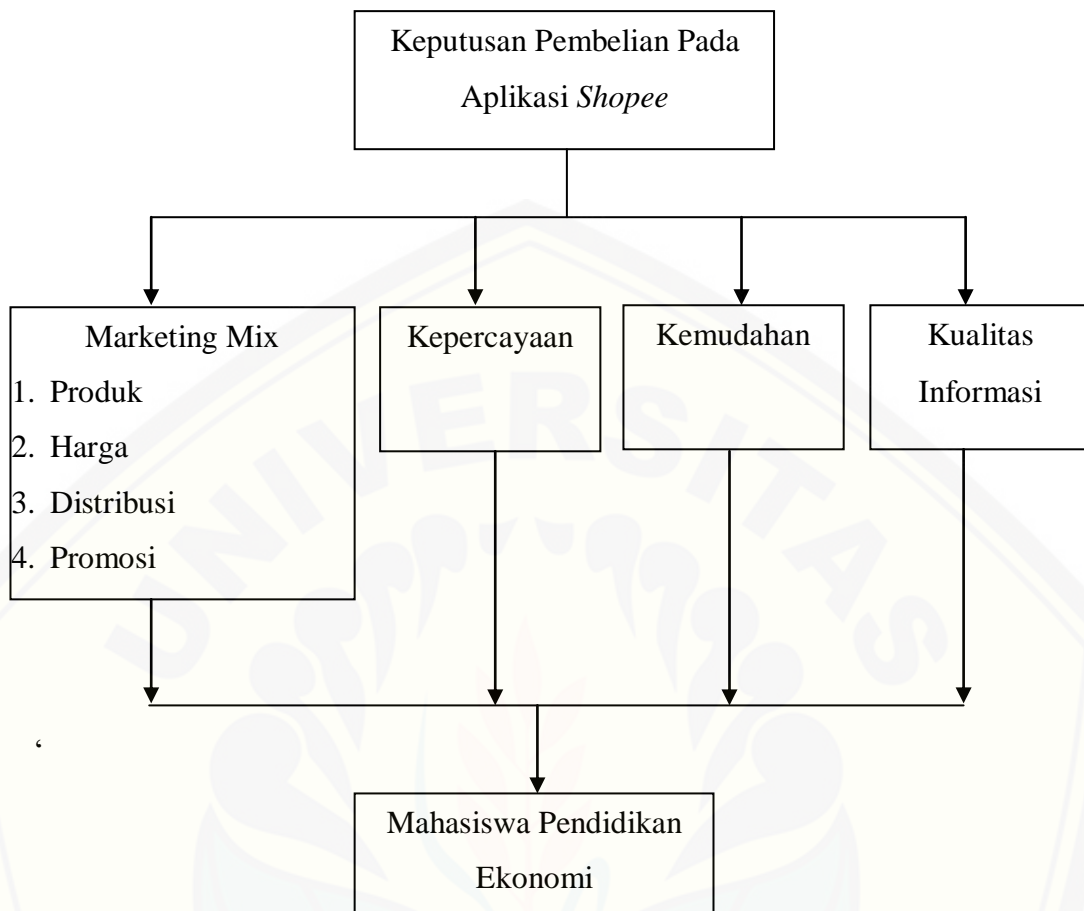 Keputusan Pembelian Pada
Aplikasi Shopee
Marketing Mix
1. Produk
2. Harga
3. Distribusi
4. Promosi
Kepercayaan
Kemudahan
Kualitas
Informasi
UNIVERSITAS
‘
Mahasiswa Pendidikan
Ekonomi